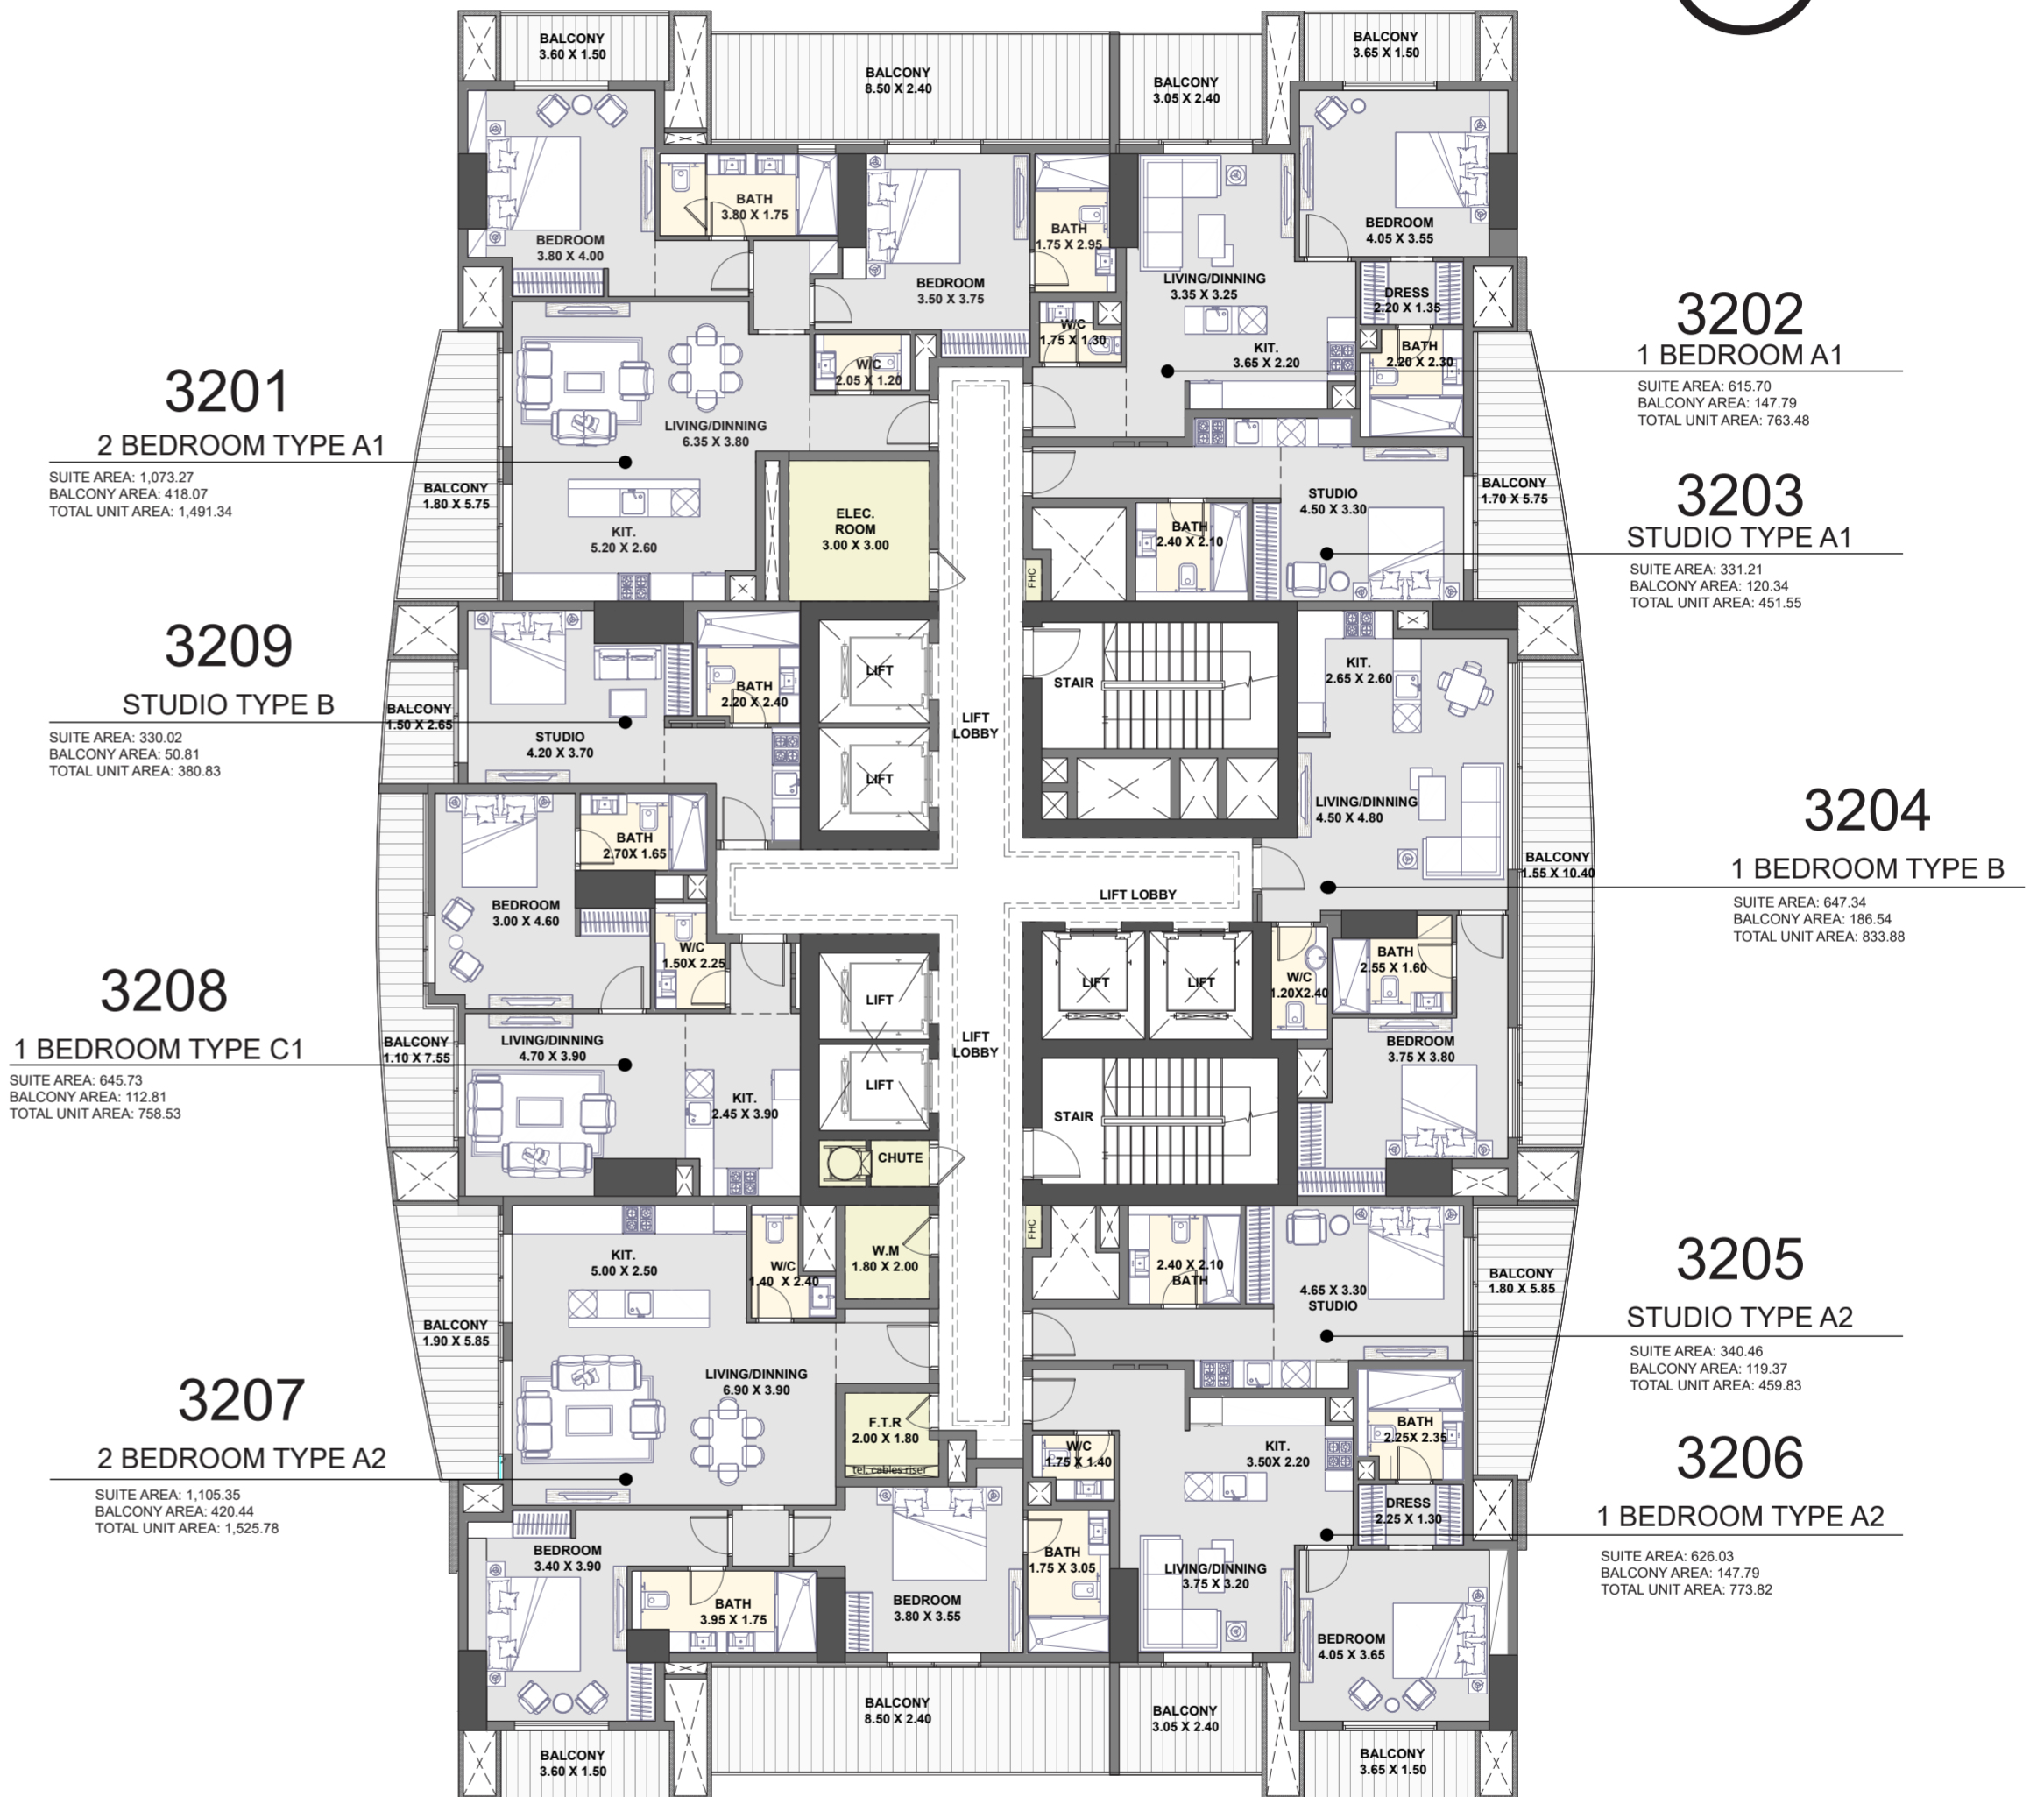 BALCONY
3.60 X 1.50
BALCONY
8.50 X 2.40
BALCONY
3.05 X 2.40
BALCONY
3.65 X 1.50
BATH
3.80 X 1.75
BEDROOM
3.80 X 4.00
BEDROOM
3.50 X 3.75
BATH
1.75 X 2.95
LIVING/DINNING
3.35 X 3.25
BEDROOM
4.05 X 3.55
DRESS
2.20 X 1.35
W/C
1.75 X 1.30
KIT.
3.65 X 2.20
BATH
2.20 X 2.30
W/C
2.05 X 1.20
3202
1 BEDROOM A1
SUITE AREA: 615.70
BALCONY AREA: 147.79
TOTAL UNIT AREA: 763.48
3201
2 BEDROOM TYPE A1
SUITE AREA: 1,073.27
BALCONY AREA: 418.07
TOTAL UNIT AREA: 1,491.34
LIVING/DINNING
6.35 X 3.80
BALCONY
1.80 X 5.75
KIT.
5.20 X 2.60
ELEC.
ROOM
3.00 X 3.00
FHC
BATH
2.40 X 2.10
STUDIO
4.50 X 3.30
BALCONY
1.70 X 5.75
3203
STUDIO TYPE A1
SUITE AREA: 331.21
BALCONY AREA: 120.34
TOTAL UNIT AREA: 451.55
3209
STUDIO TYPE B
SUITE AREA: 330.02
BALCONY AREA: 50.81
TOTAL UNIT AREA: 380.83
BALCONY
1.50 X 2.65
STUDIO
4.20 X 3.70
BATH
2.20 X 2.40
LIFT
LIFT
LIFT
LOBBY
STAIR
KIT.
2.65 X 2.60
LIVING/DINNING
4.50 X 4.80
BALCONY
1.55 X 10.40
3204
1 BEDROOM TYPE B
SUITE AREA: 647.34
BALCONY AREA: 186.54
TOTAL UNIT AREA: 833.88
BATH
2.70X 1.65
BEDROOM
3.00 X 4.60
W/C
1.50X 2.25
LIFT LOBBY
LIFT
LIFT
W/C
1.20X2.40
BATH
2.55 X 1.60
BEDROOM
3.75 X 3.80
3208
1 BEDROOM TYPE C1
SUITE AREA: 645.73
BALCONY AREA: 112.81
TOTAL UNIT AREA: 758.53
BALCONY
1.10 X 7.55
LIVING/DINNING
4.70 X 3.90
KIT.
2.45 X 3.90
LIFT
LIFT
LIFT
LOBBY
STAIR
CHUTE
KIT.
5.00 X 2.50
W/C
1.40 X 2.40
W.M
1.80 X 2.00
FHC
2.40 X 2.10
BATH
4.65 X 3.30
STUDIO
BALCONY
1.80 X 5.85
3205
STUDIO TYPE A2
SUITE AREA: 340.46
BALCONY AREA: 119.37
TOTAL UNIT AREA: 459.83
BALCONY
1.90 X 5.85
3207
2 BEDROOM TYPE A2
SUITE AREA: 1,105.35
BALCONY AREA: 420.44
TOTAL UNIT AREA: 1,525.78
LIVING/DINNING
6.90 X 3.90
F.T.R
2.00 X 1.80
tel. cables riser
W/C
1.75 X 1.40
KIT.
3.50X 2.20
BATH
2.25X 2.35
DRESS
2.25 X 1.30
3206
1 BEDROOM TYPE A2
SUITE AREA: 626.03
BALCONY AREA: 147.79
TOTAL UNIT AREA: 773.82
BEDROOM
3.40 X 3.90
BATH
3.95 X 1.75
BEDROOM
3.80 X 3.55
BATH
1.75 X 3.05
LIVING/DINNING
3.75 X 3.20
BEDROOM
4.05 X 3.65
BALCONY
8.50 X 2.40
BALCONY
3.05 X 2.40
BALCONY
3.60 X 1.50
BALCONY
3.65 X 1.50